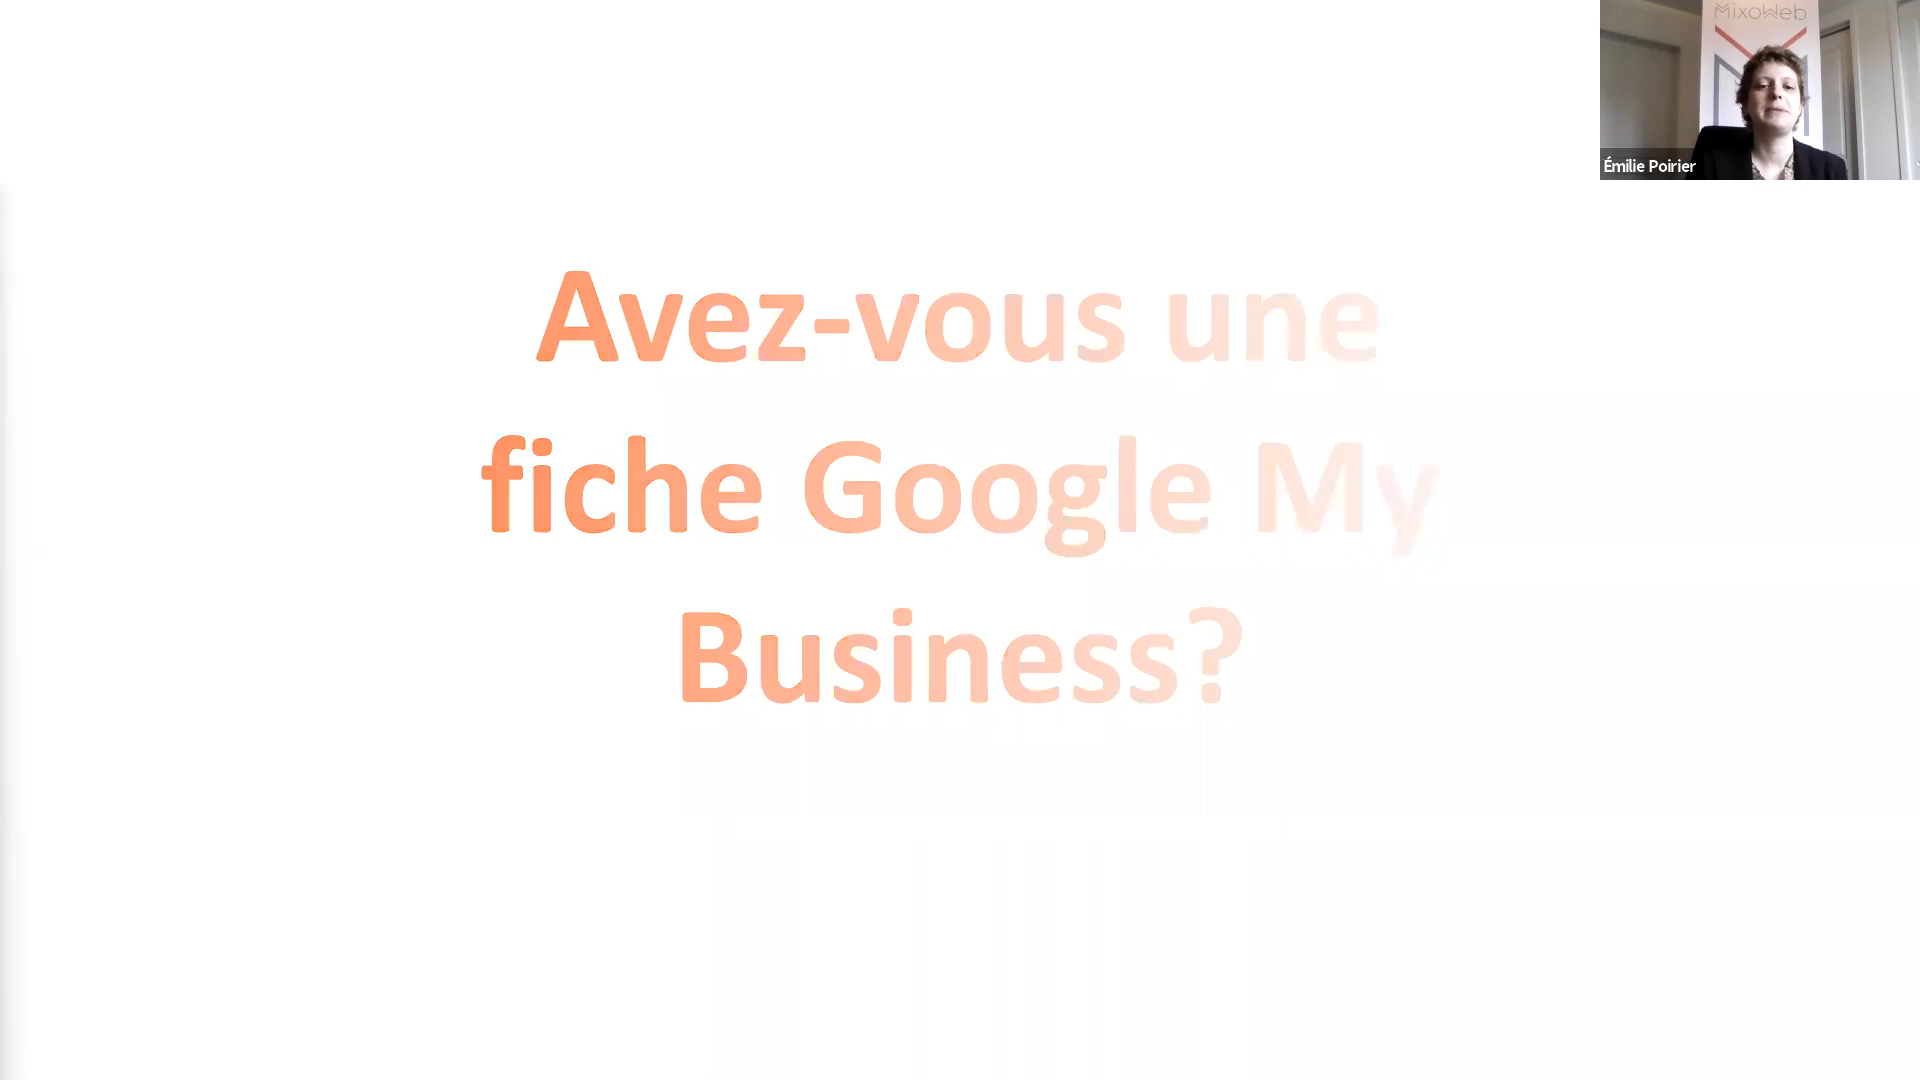 MixoWeb
Émilie Poirier
Avez-vous une
fiche Google My
Business?